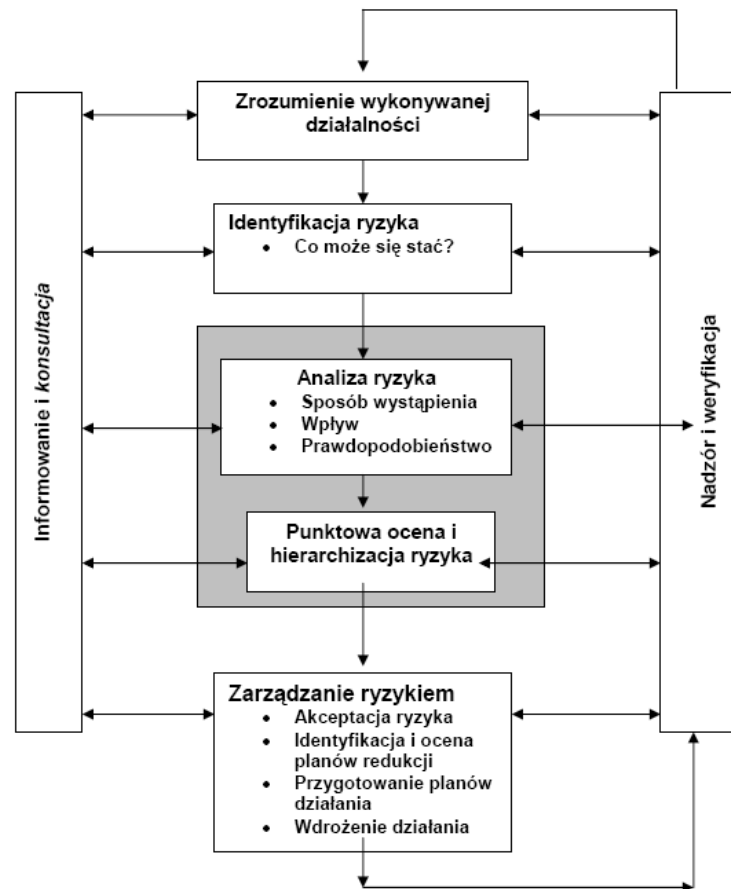 Zrozumienie wykonywanej
działalności
Identyfikacja ryzyka
• Co może się stać?
Analiza ryzyka
• Sposób wystąpienia
• Wpływ
• Prawdopodobieństwo
Punktowa ocena i
hierarchizacja ryzyka
Zarządzanie ryzykiem
• Akceptacja ryzyka
• Identyfikacja i ocena
planów redukcji
• Przygotowanie planów
działania
• Wdrożenie działania
Informowanie i konsultacja
Nadzór i weryfikacja